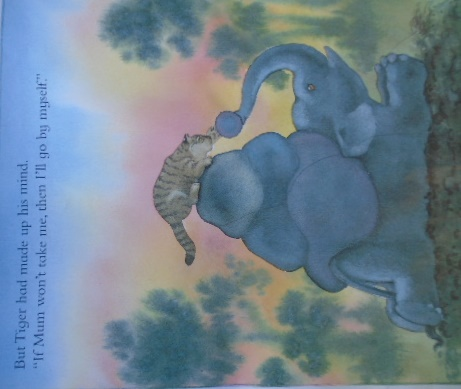 But Tiger had made up his mind.
“If Mum won't take me, then I'll go by myself.”